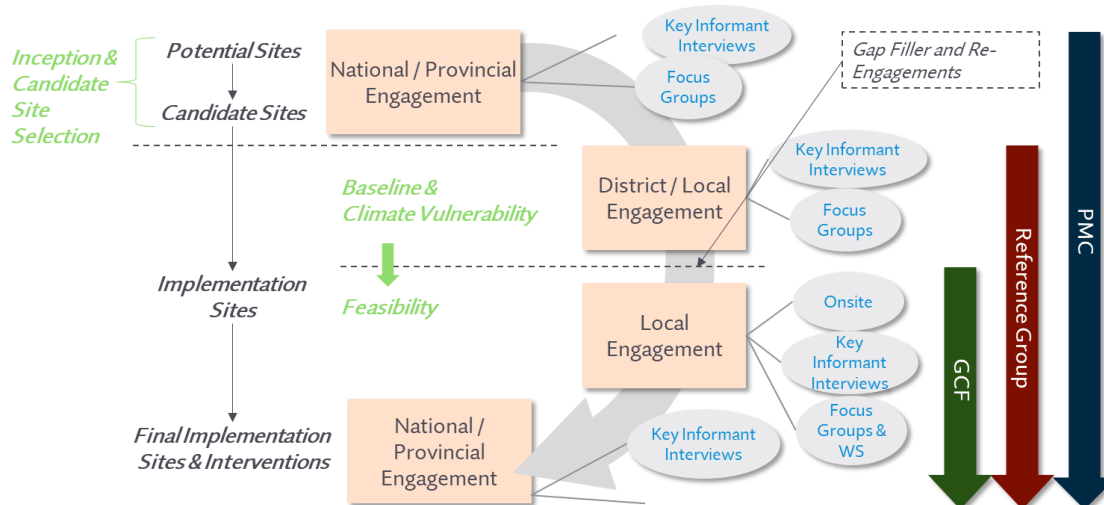 Inception &
Candidate
Site
Selection
Potential Sites
Candidate Sites
National / Provincial
Engagement
Key Informant
Interviews
Focus
Groups
Gap Filler and Re-
Engagements
Baseline &
Climate Vulnerability
District / Local
Engagement
Key Informant
Interviews
Focus
Groups
Implementation
Sites
Feasibility
Local
Engagement
Onsite
Key
Informant
Interviews
Focus
Groups &
WS
Final Implementation
Sites & Interventions
National /
Provincial
Engagement
Key Informant
Interviews
GCF
Reference Group
PMC